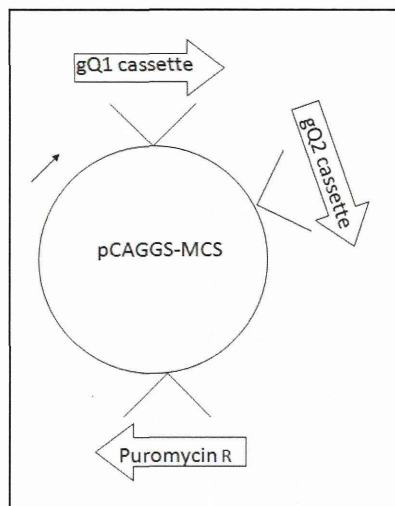 gQ1 cassette
gQ2 cassette
pCAGGS-MCS
Puromycin R